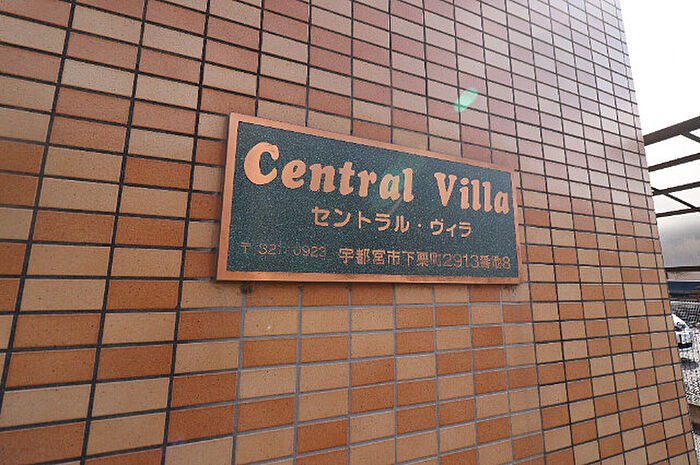 Central Villa
セントラル・ヴィラ
〒321-0923 宇都宮市下栗町2913番地8